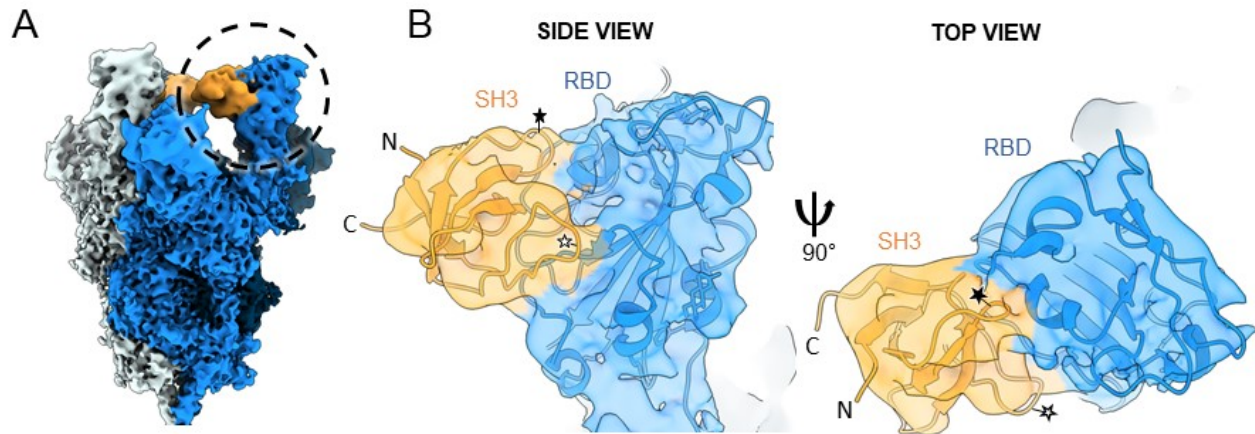 A
B
SIDE VIEW
TOP VIEW
SH3
RBD
N
C
90°
RBD
SH3
C
N